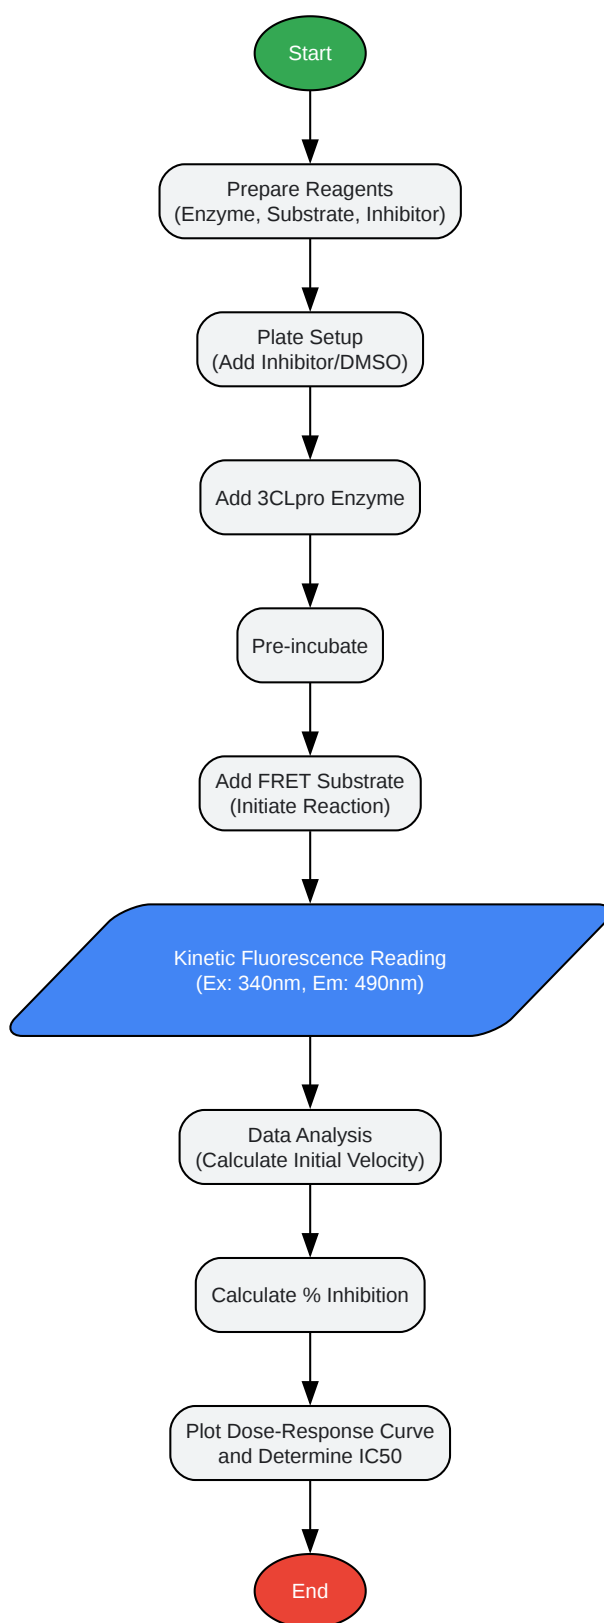 Start
Prepare Reagents
(Enzyme, Substrate, Inhibitor)
Plate Setup
(Add Inhibitor/DMSO)
Add 3CLpro Enzyme
Pre-incubate
Add FRET Substrate
(Initiate Reaction)
Kinetic Fluorescence Reading
(Ex: 340nm, Em: 490nm)
Data Analysis
(Calculate Initial Velocity)
Calculate % Inhibition
Plot Dose-Response Curve
and Determine IC50
End